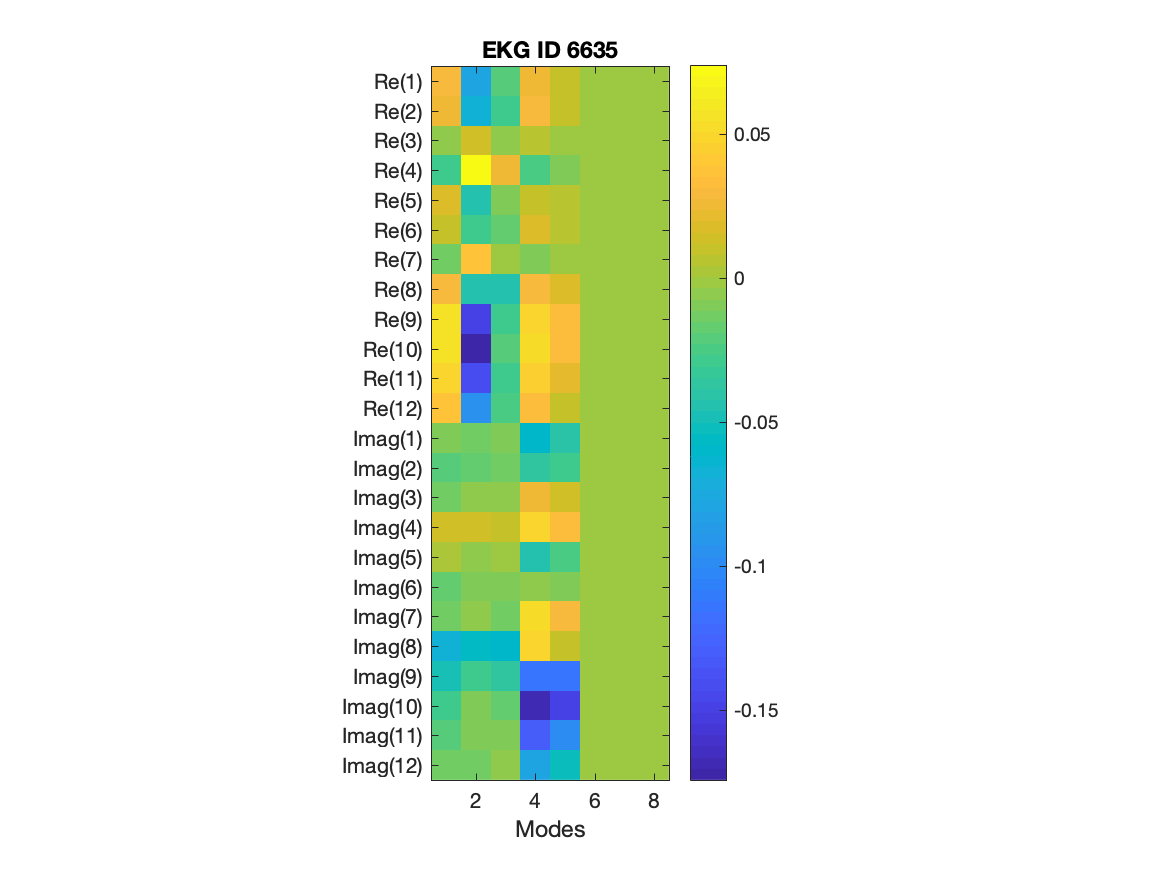 EKG ID 6635
Re(1)
Re(2)
Re(3)
Re(4)
Re(5)
Re(6)
Re(7)
Re(8)
Re(9)
Re(10)
Re(11)
Re(12)
Imag(1)
Imag(2)
Imag(3)
Imag(4)
Imag(5)
Imag(6)
Imag(7)
Imag(8)
Imag(9)
Imag(10)
Imag(11)
Imag(12)
2 4 6 8
Modes
0.05
0
-0.05
-0.1
-0.15